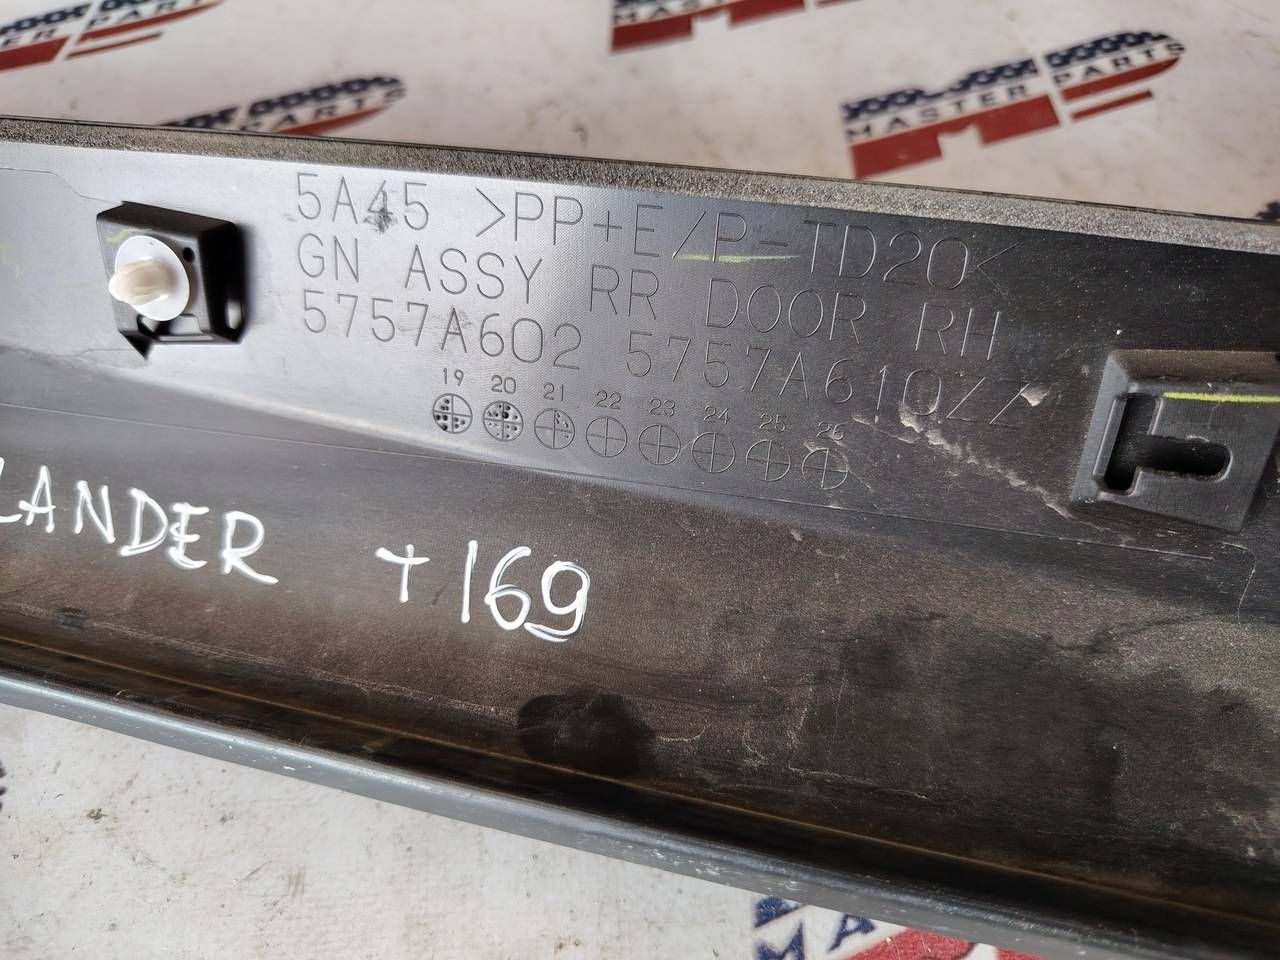 PARTS
MASTER PARTS
PARTS
5A45 >PP+E/P-TD20<
GN ASSY RR DOOR RH
5757A602 5757A610ZZ
19 20 21 22 23 24 25 26
LANDER +169
MASTER